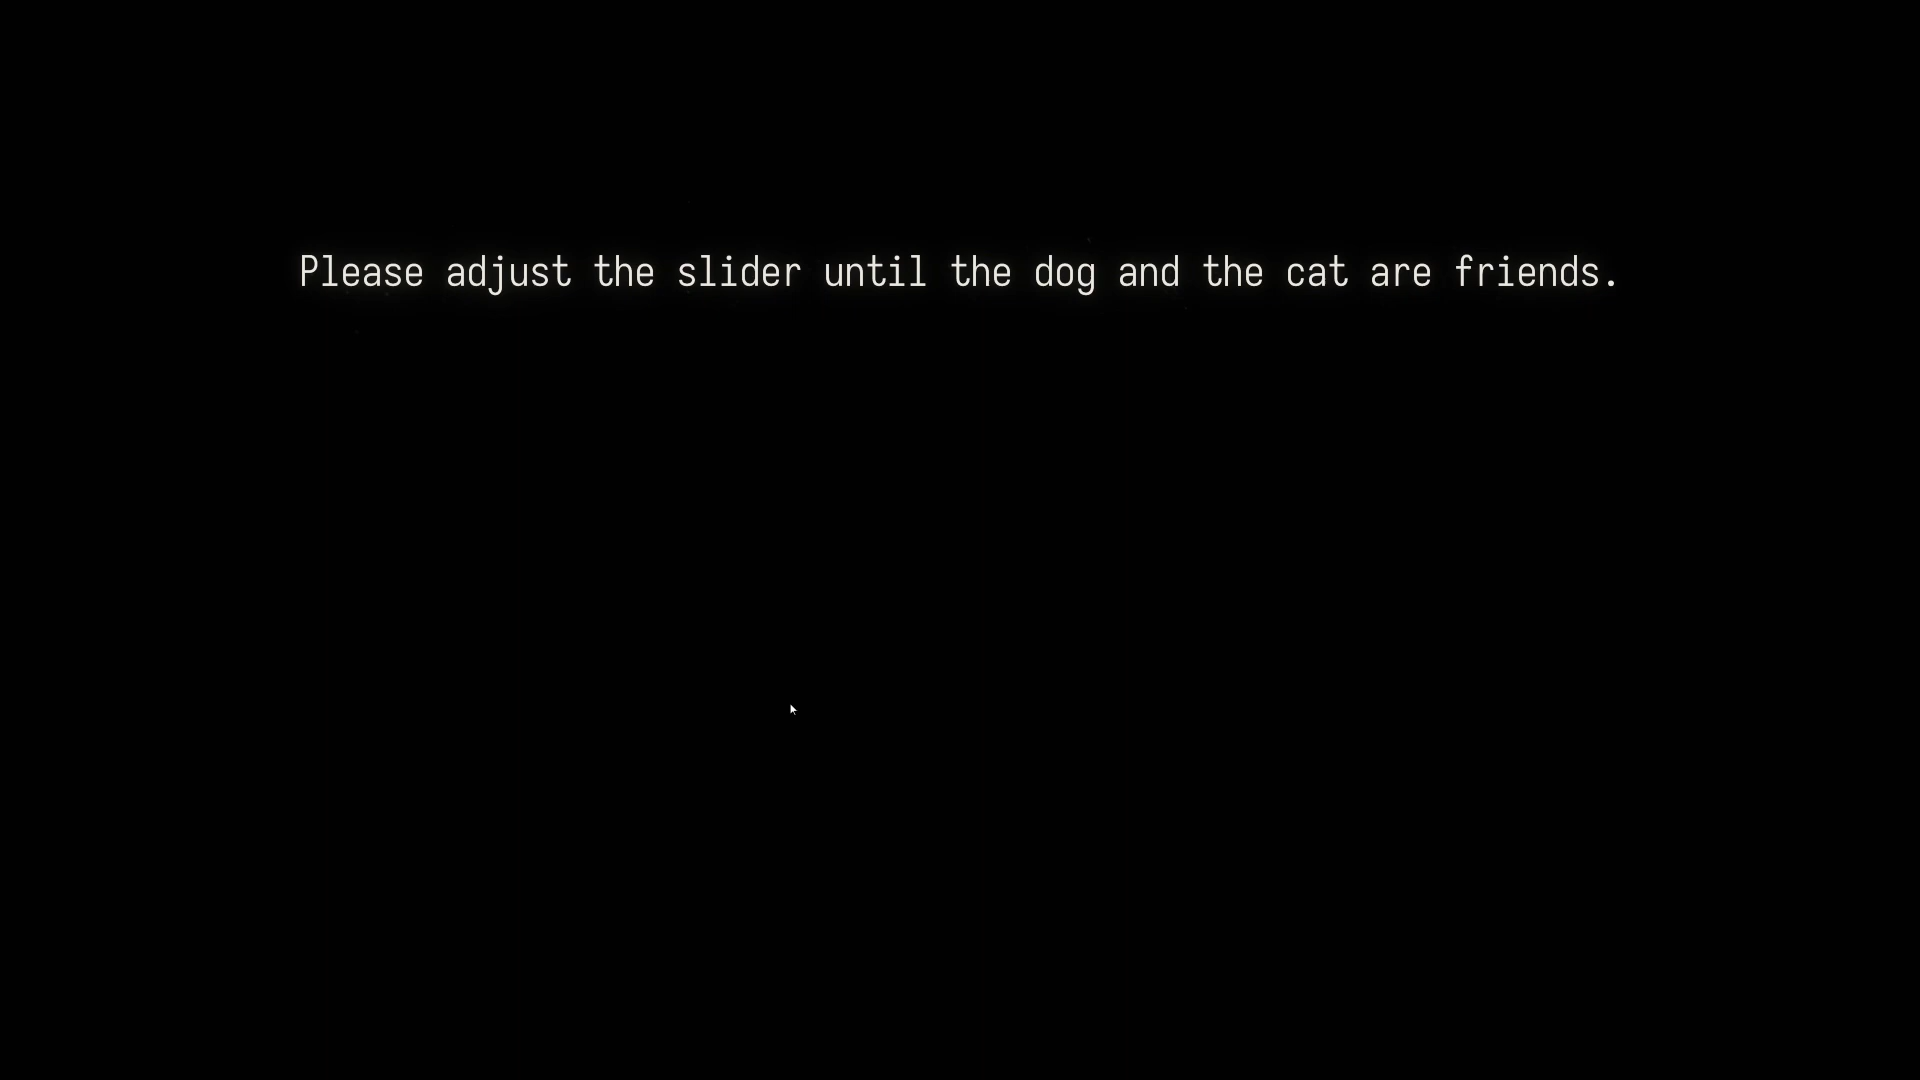 Please adjust the slider until the dog and the cat are friends.